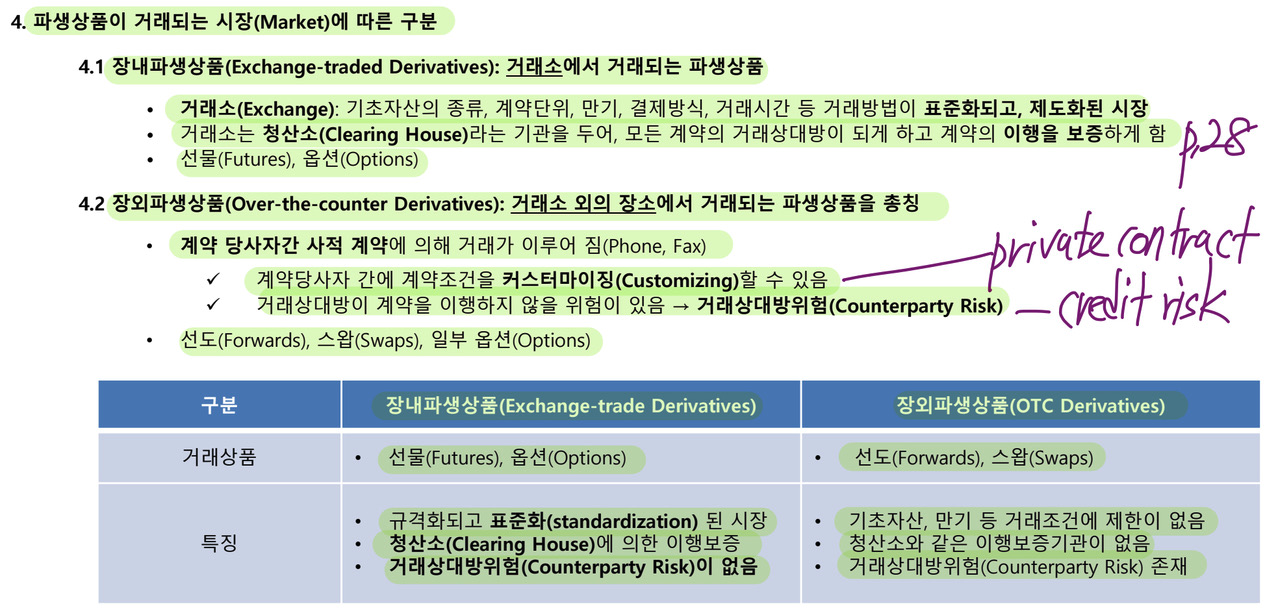 4. 파생상품이 거래되는 시장(Market)에 따른 구분
4.1 장내파생상품(Exchange-traded Derivatives): 거래소에서 거래되는 파생상품
• 거래소(Exchange): 기초자산의 종류, 계약단위, 만기, 결제방식, 거래시간 등 거래방법이 표준화되고, 제도화된 시장
• 거래소는 청산소(Clearing House)라는 기관을 두어, 모든 계약의 거래상대방이 되게 하고 계약의 이행을 보증하게 함
p.28
• 선물(Futures), 옵션(Options)
4.2 장외파생상품(Over-the-counter Derivatives): 거래소 외의 장소에서 거래되는 파생상품을 총칭
• 계약 당사자간 사적 계약에 의해 거래가 이루어 짐(Phone, Fax)
private contract
✓ 계약당사자 간에 계약조건을 커스터마이징(Customizing)할 수 있음
✓ 거래상대방이 계약을 이행하지 않을 위험이 있음 → 거래상대방위험(Counterparty Risk)
credit risk
• 선도(Forwards), 스왑(Swaps), 일부 옵션(Options)
구분 장내파생상품(Exchange-trade Derivatives) 장외파생상품(OTC Derivatives)
거래상품 • 선물(Futures), 옵션(Options) • 선도(Forwards), 스왑(Swaps)
특징
• 규격화되고 표준화(standardization) 된 시장
• 청산소(Clearing House)에 의한 이행보증
• 거래상대방위험(Counterparty Risk)이 없음
• 기초자산, 만기 등 거래조건에 제한이 없음
• 청산소와 같은 이행보증기관이 없음
• 거래상대방위험(Counterparty Risk) 존재